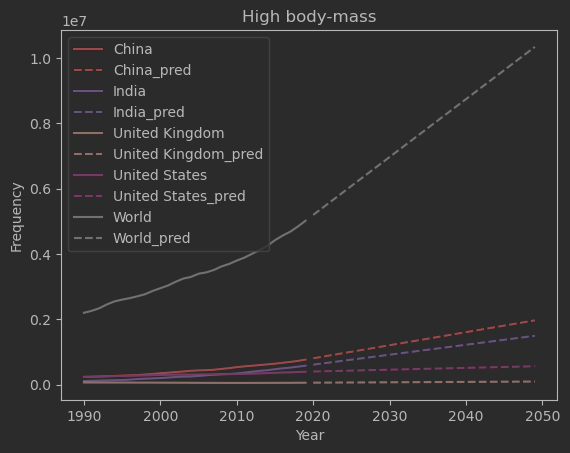 High body-mass
1e7
China
China_pred
India
India_pred
United Kingdom
United Kingdom_pred
United States
United States_pred
World
World_pred
1.0
0.8
0.6
0.4
0.2
0.0
Frequency
1990 2000 2010 2020 2030 2040 2050
Year